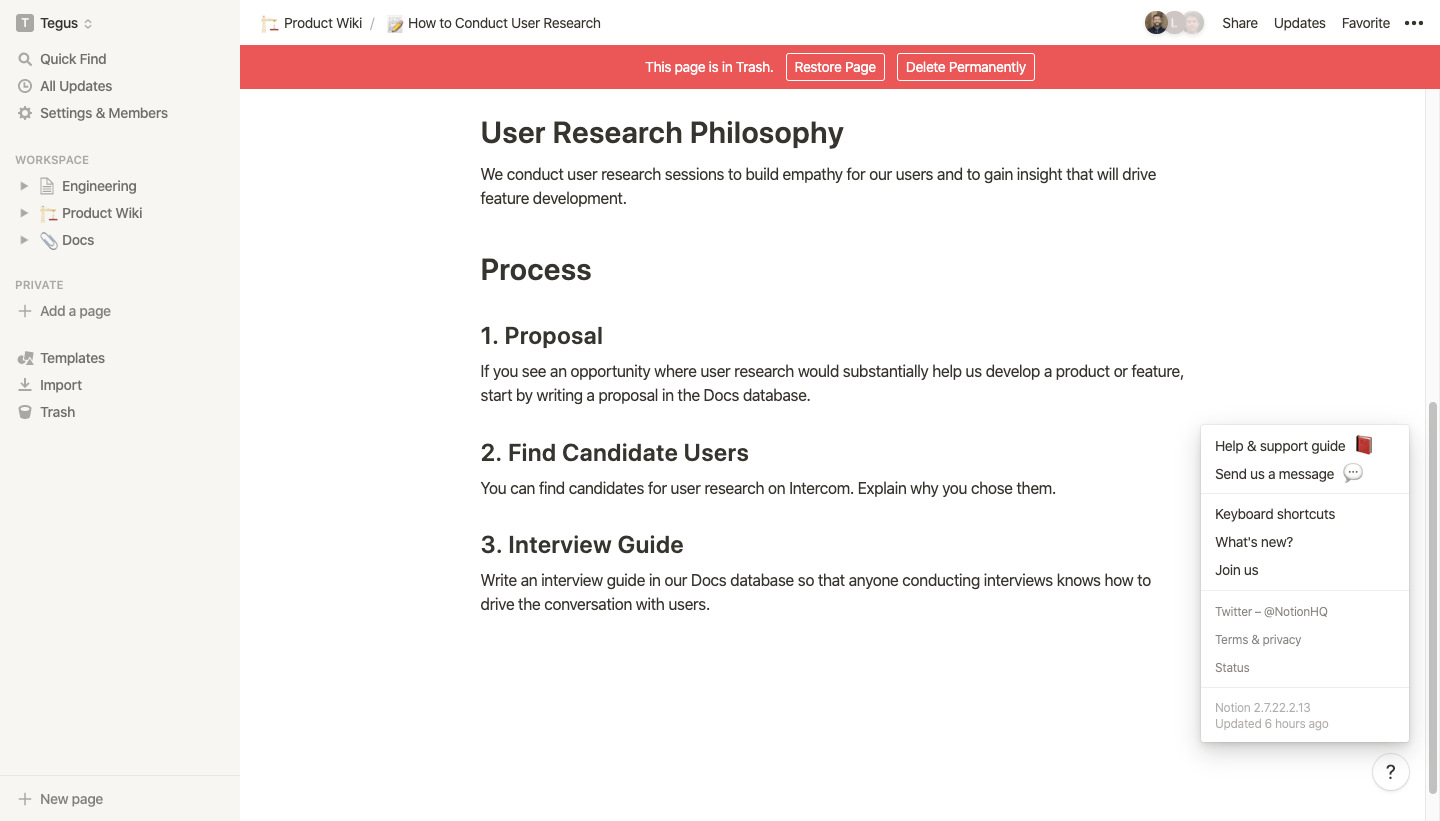 T Tegus
Quick Find
All Updates
Settings & Members
WORKSPACE
Engineering
Product Wiki
Docs
PRIVATE
Add a page
Templates
Import
Trash
New page
Product Wiki / How to Conduct User Research
L
Share Updates Favorite
This page is in Trash. Restore Page Delete Permanently
User Research Philosophy
We conduct user research sessions to build empathy for our users and to gain insight that will drive
feature development.
Process
1. Proposal
If you see an opportunity where user research would substantially help us develop a product or feature,
start by writing a proposal in the Docs database.
2. Find Candidate Users
You can find candidates for user research on Intercom. Explain why you chose them.
3. Interview Guide
Write an interview guide in our Docs database so that anyone conducting interviews knows how to
drive the conversation with users.
Help & support guide
Send us a message
Keyboard shortcuts
What's new?
Join us
Twitter – @NotionHQ
Terms & privacy
Status
Notion 2.7.22.2.13
Updated 6 hours ago
?